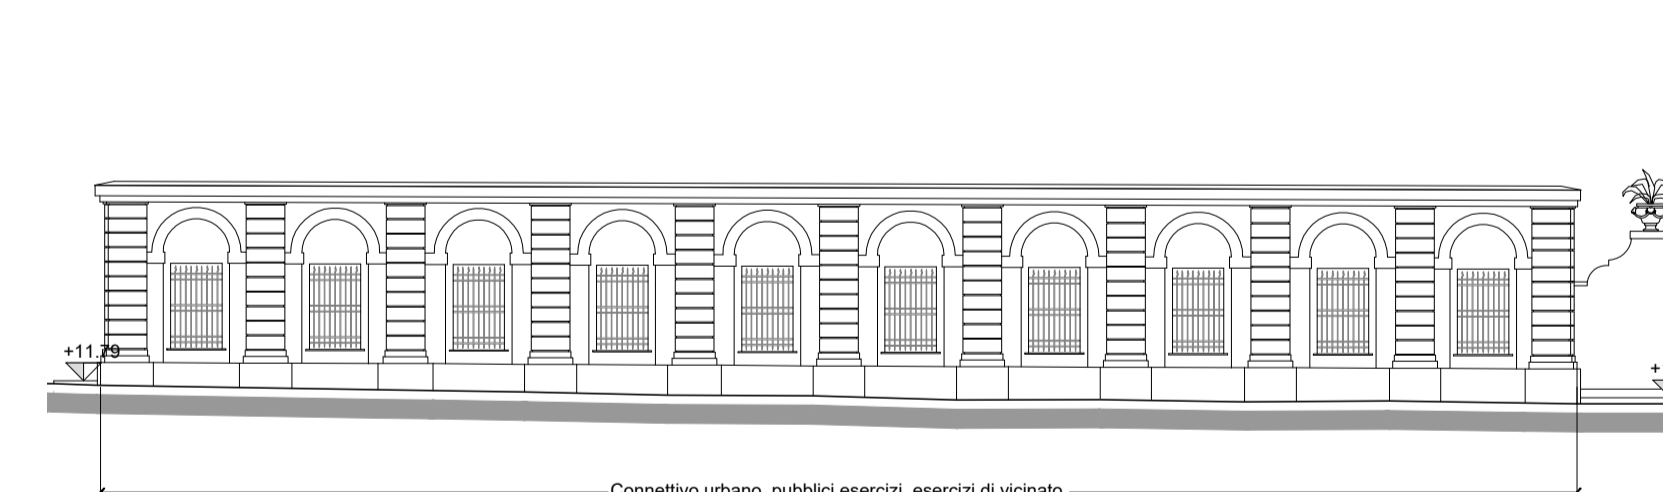 +11.79
+
Connettivo urbano, pubblici esercizi, esercizi di vicinato